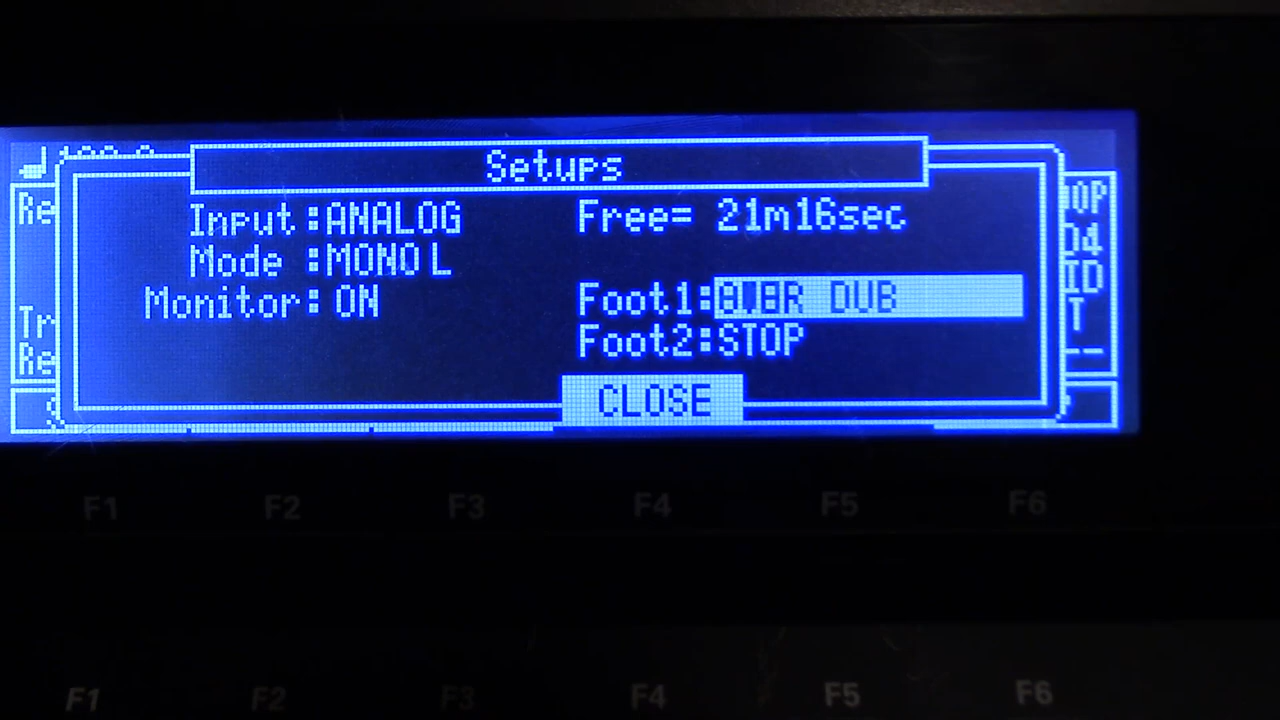 Setups
Input:ANALOG Free= 21m16sec
Mode :MONO L
Monitor: ON Foot1:OVER DUB
Foot2:STOP
CLOSE
F1 F2 F3 F4 F5 F6
F1 F2 F3 F4 F5 F6